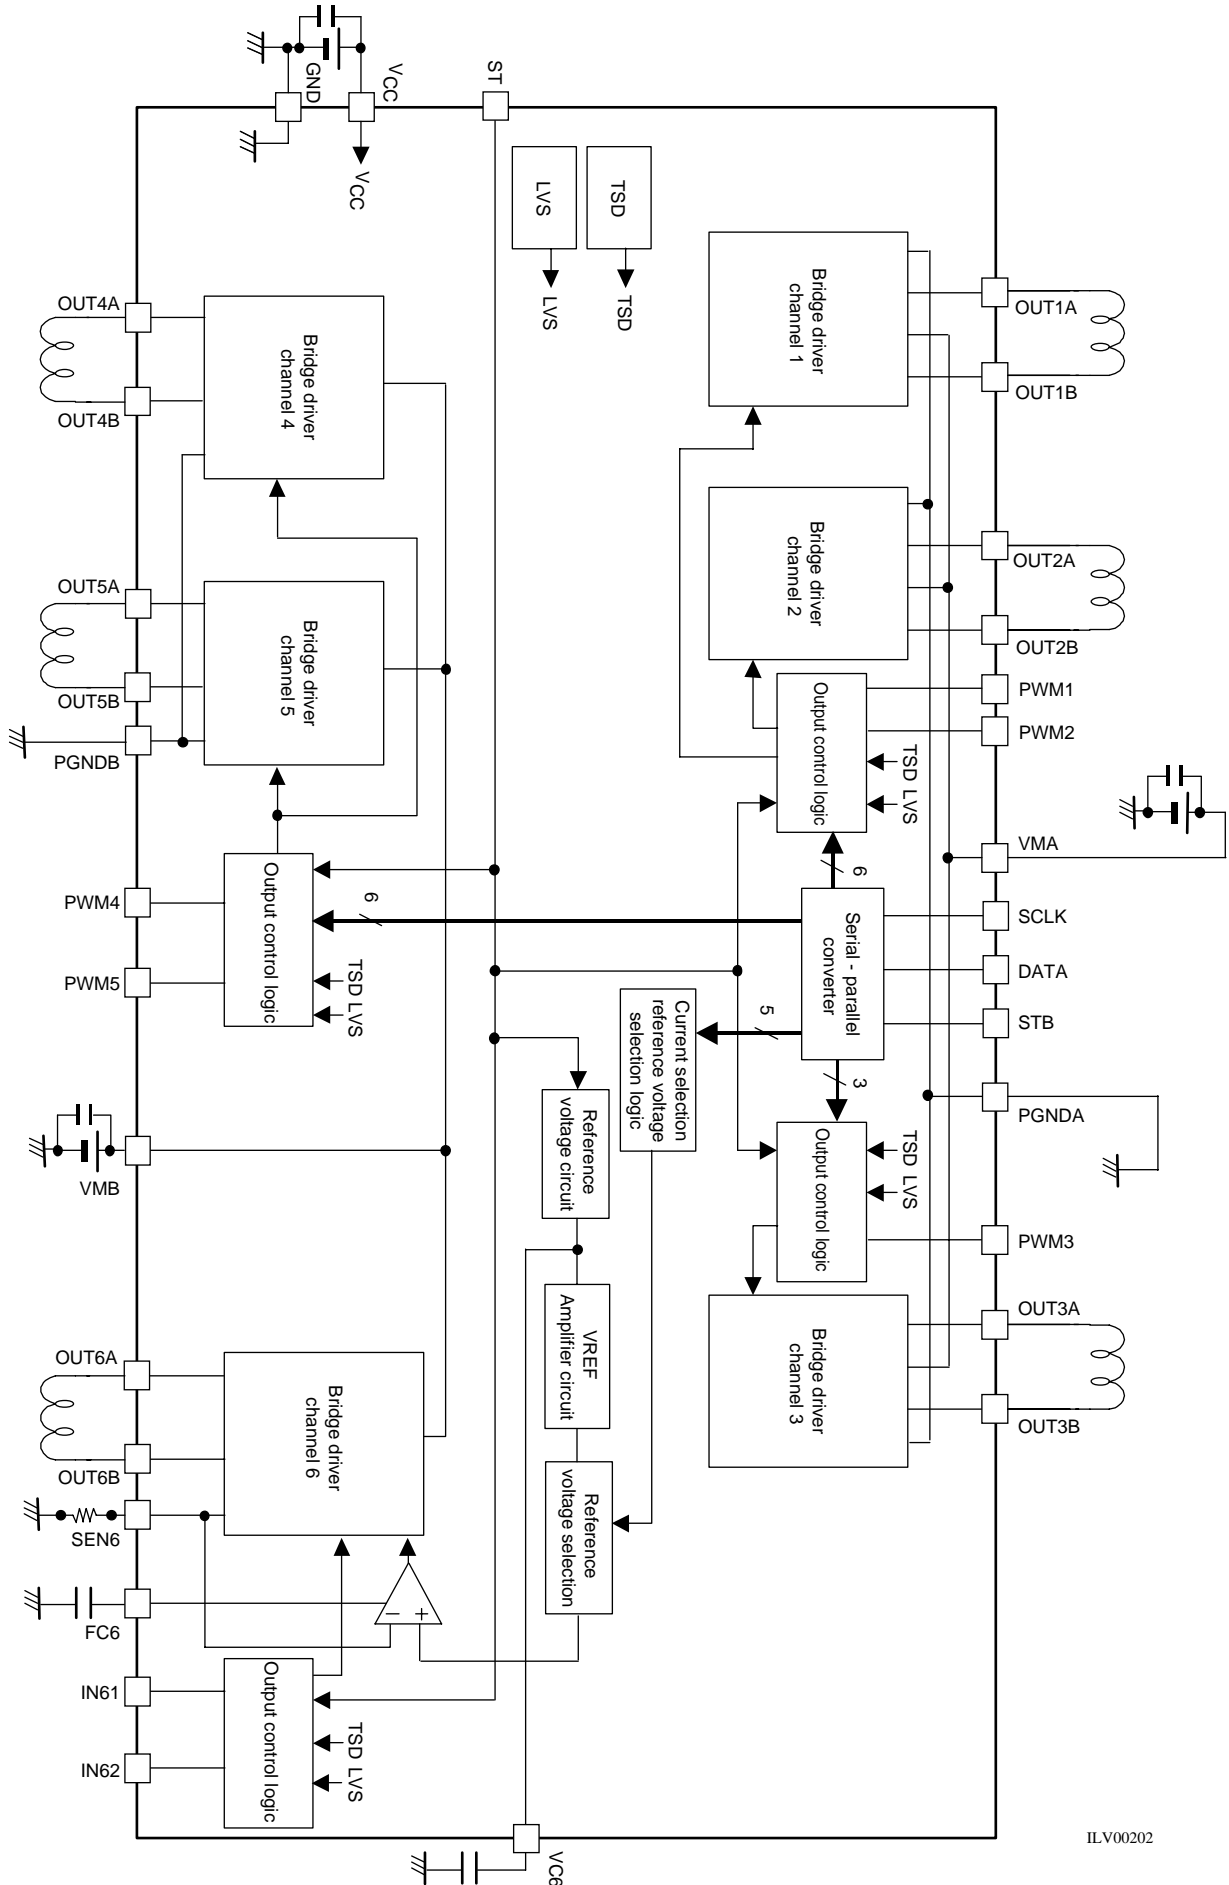 ST
VCC
GND
VCC
LVS
TSD
LVS
TSD
OUT4A
OUT4B
Bridge driver
channel 4
Bridge driver
channel 1
OUT1A
OUT1B
OUT5A
OUT5B
Bridge driver
channel 5
Bridge driver
channel 2
OUT2A
OUT2B
PGNDB
PWM1
PWM2
Output control logic
TSD
LVS
VMA
PWM4
PWM5
Output control logic
TSD
LVS
6
6
Serial - parallel
converter
SCLK
DATA
STB
5
3
Current selection
reference voltage
selection logic
Reference
voltage circuit
PGNDA
VMB
Output control logic
TSD
LVS
PWM3
VREF
Amplifier circuit
Bridge driver
channel 3
OUT3A
OUT3B
OUT6A
OUT6B
Bridge driver
channel 6
Reference
voltage selection
SEN6
FC6
−
+
IN61
IN62
Output control logic
TSD
LVS
VC6
ILV00202